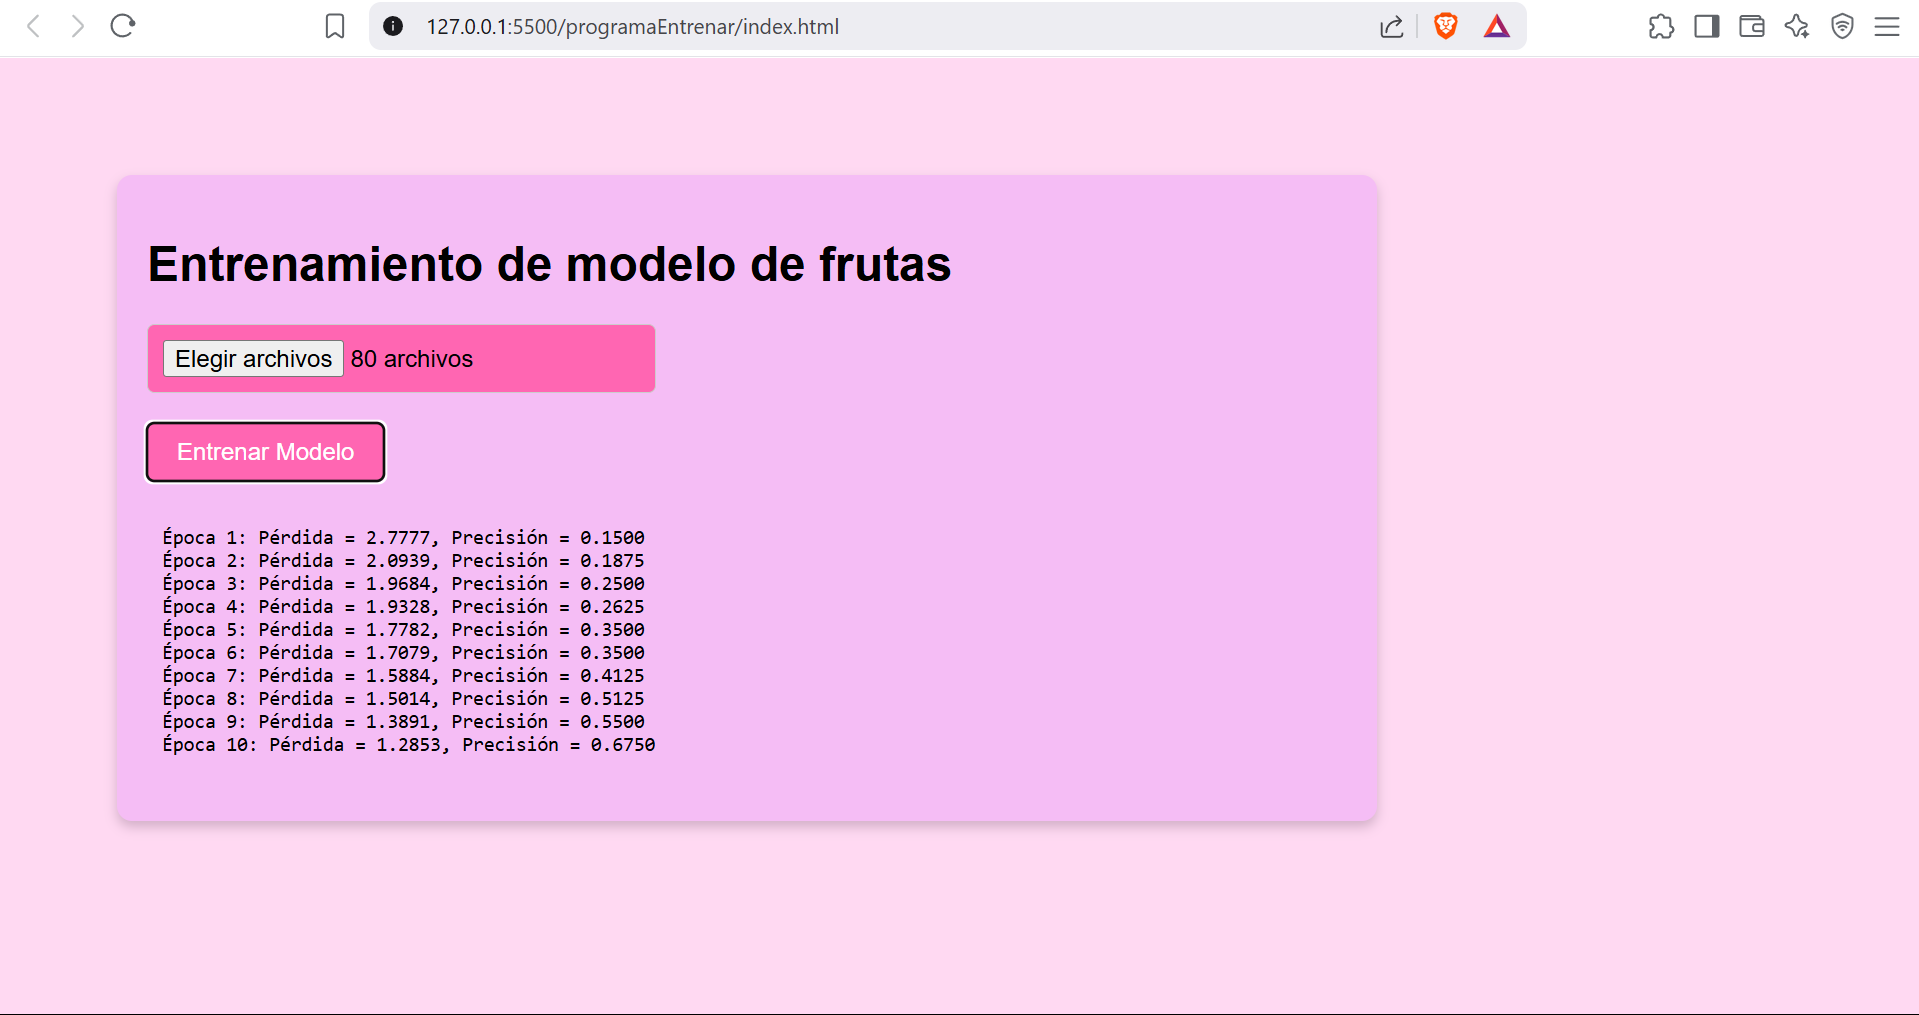 127.0.0.1:5500/programaEntrenar/index.html
Entrenamiento de modelo de frutas
Elegir archivos 80 archivos
Entrenar Modelo
Época 1: Pérdida = 2.7777, Precisión = 0.1500
Época 2: Pérdida = 2.0939, Precisión = 0.1875
Época 3: Pérdida = 1.9684, Precisión = 0.2500
Época 4: Pérdida = 1.9328, Precisión = 0.2625
Época 5: Pérdida = 1.7782, Precisión = 0.3500
Época 6: Pérdida = 1.7079, Precisión = 0.3500
Época 7: Pérdida = 1.5884, Precisión = 0.4125
Época 8: Pérdida = 1.5014, Precisión = 0.5125
Época 9: Pérdida = 1.3891, Precisión = 0.5500
Época 10: Pérdida = 1.2853, Precisión = 0.6750